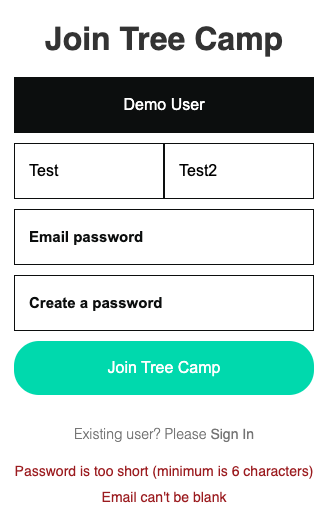 Join Tree Camp
Demo User
Test Test2
Email password
Create a password
Join Tree Camp
Existing user? Please Sign In
Password is too short (minimum is 6 characters)
Email can't be blank